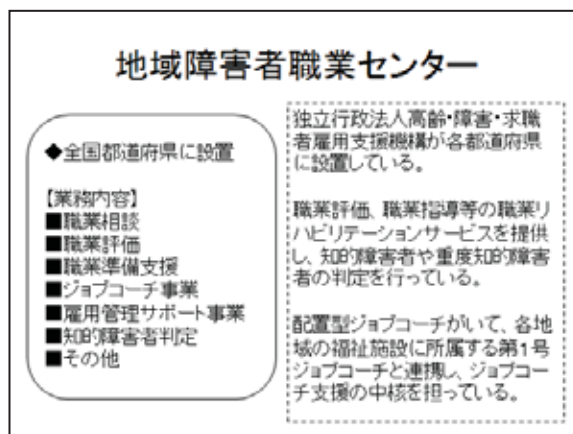 地域障害者職業センター
◆全国都道府県に設置
【業務内容】
■職業相談
■職業評価
■職業準備支援
■ジョブコーチ事業
■雇用管理サポート事業
■知的障害者判定
■その他
独立行政法人高齢・障害・求職
者雇用支援機構が各都道府県
に設置している。
職業評価、職業指導等の職業リ
ハビリテーションサービスを提供
し、知的障害者や重度知的障害
者の判定を行っている。
配置型ジョブコーチがいて、各地
域の福祉施設に所属する第1号
ジョブコーチと連携し、ジョブコー
チ支援の中核を担っている。